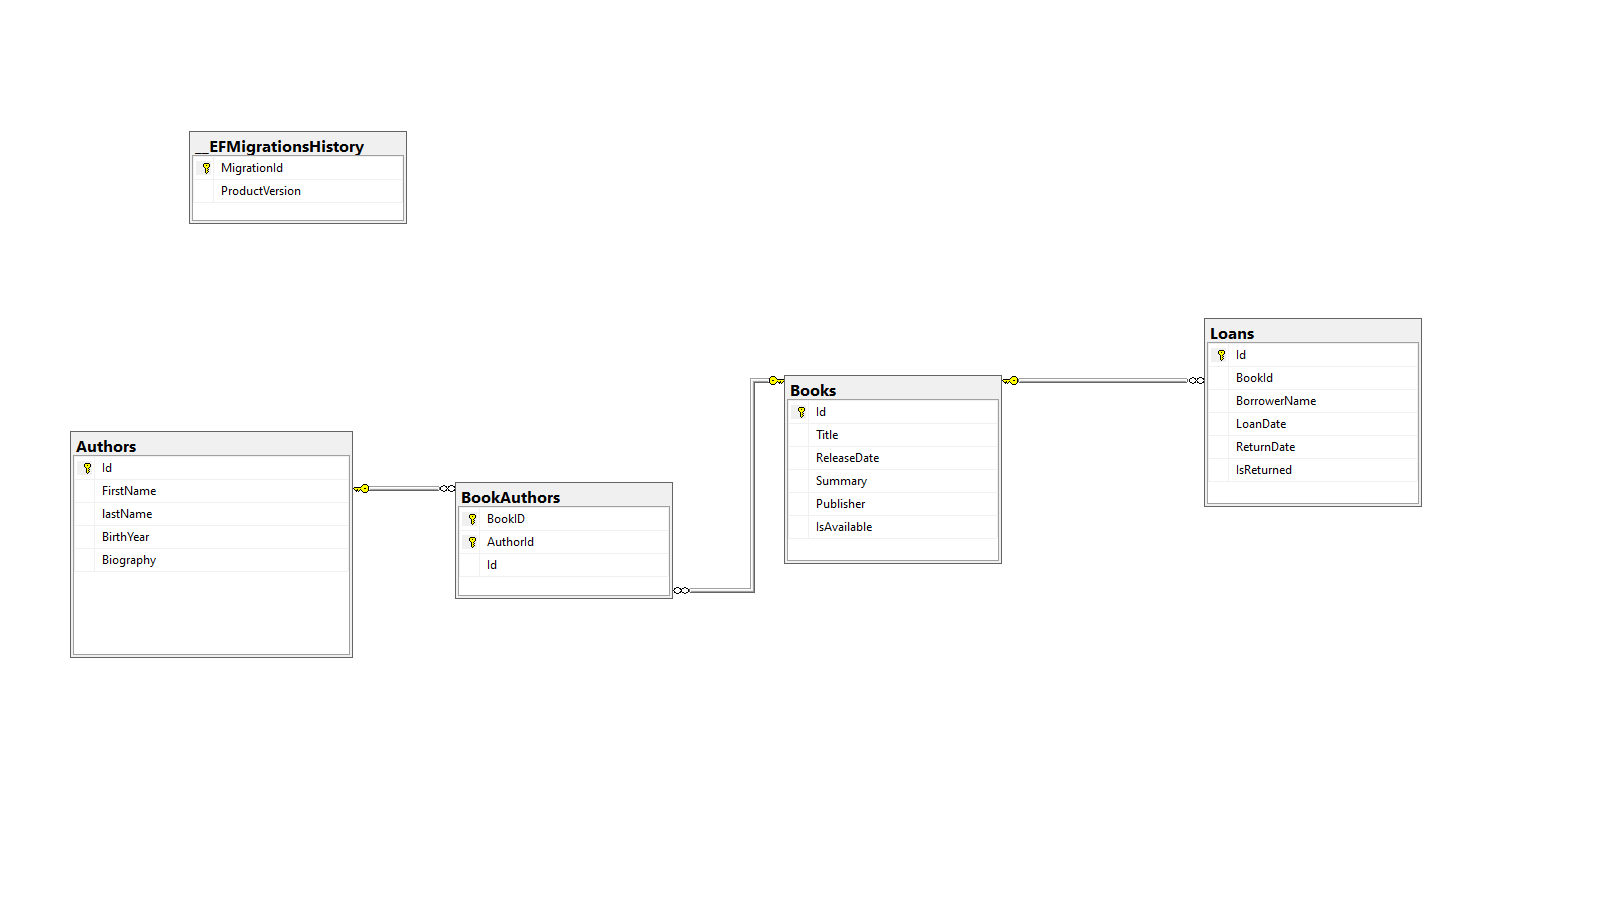 __EFMigrationsHistory
MigrationId
ProductVersion
Authors
Id
FirstName
lastName
BirthYear
Biography
BookAuthors
BookID
AuthorId
Id
Books
Id
Title
ReleaseDate
Summary
Publisher
IsAvailable
Loans
Id
BookId
BorrowerName
LoanDate
ReturnDate
IsReturned